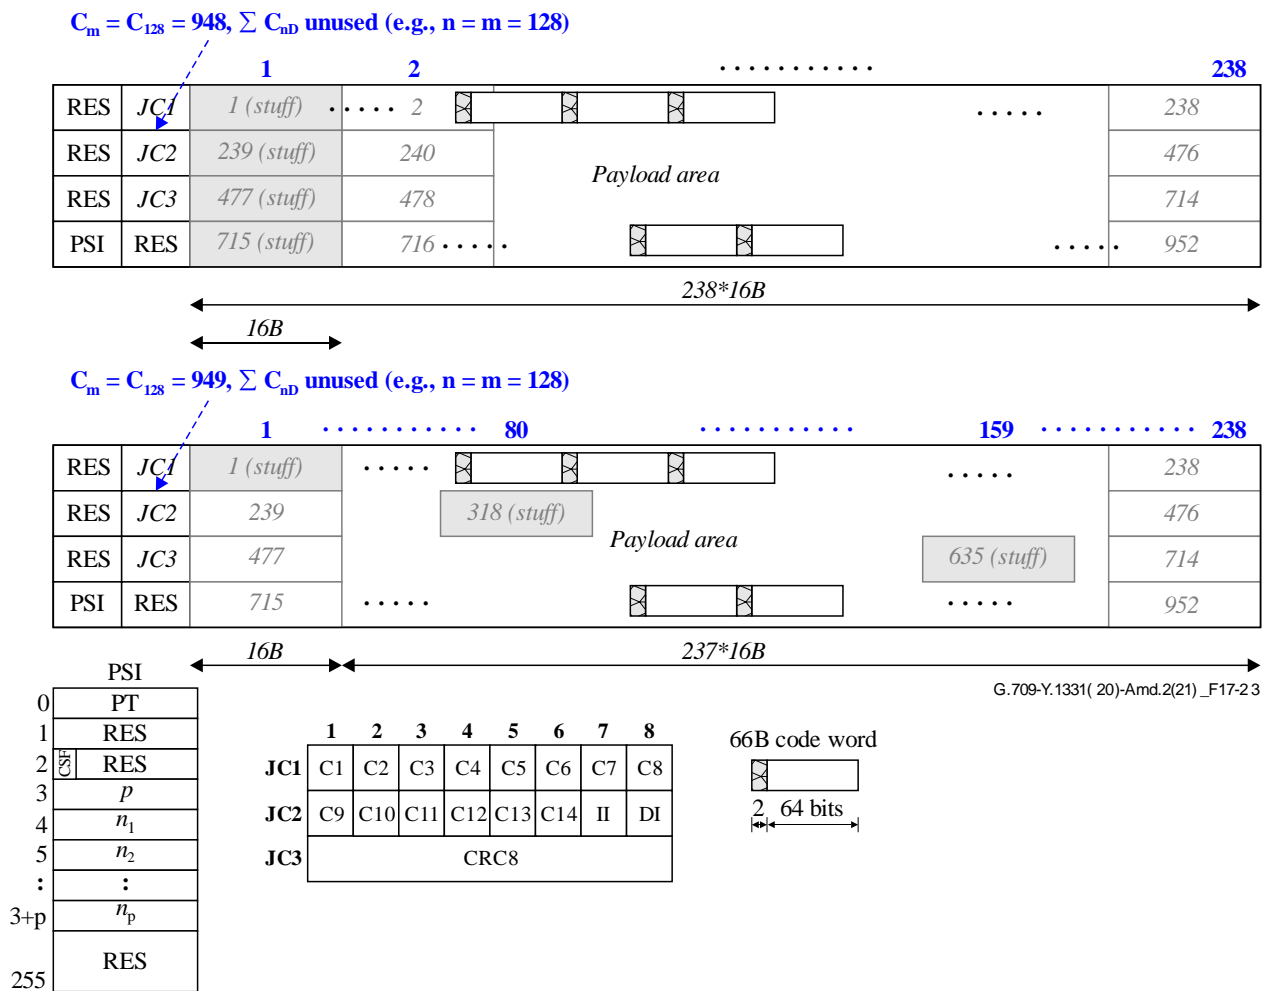 Cm = C128 = 948, ∑ CnD unused (e.g., n = m = 128)
1 2 . . . . . . . . . . . 238
RES JC1 1 (stuff) . . . . . 2 . . . . . 238
RES JC2 239 (stuff) 240 476
Payload area
RES JC3 477 (stuff) 478 714
PSI RES 715 (stuff) 716 . . . . . . . . . . 952
238*16B
16B
Cm = C128 = 949, ∑ CnD unused (e.g., n = m = 128)
1 . . . . . . . . . . . 80 . . . . . . . . . . . 159 . . . . . . . . . . . 238
RES JC1 1 (stuff) . . . . . . . . . . 238
RES JC2 239 318 (stuff) 476
Payload area
RES JC3 477 635 (stuff) 714
PSI RES 715 . . . . . . . . . . 952
16B 237*16B
G.709-Y.1331( 20)-Amd.2(21)_F17-23
PSI
0 PT
1 RES
2 CSF RES
3 p
4 n1
5 n2
: :
3+p np
RES
255
1 2 3 4 5 6 7 8
JC1 C1 C2 C3 C4 C5 C6 C7 C8
JC2 C9 C10 C11 C12 C13 C14 II DI
JC3 CRC8
66B code word
2 64 bits